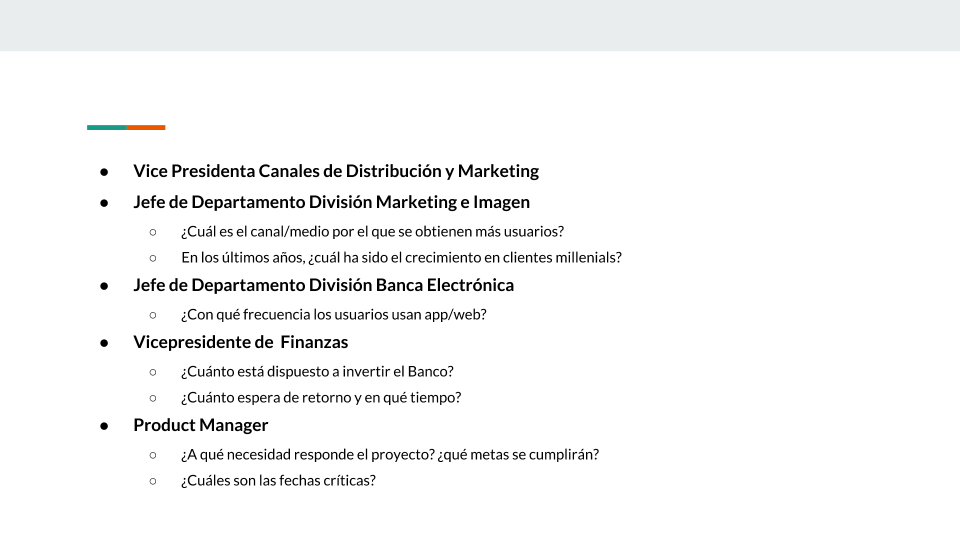 ● Vice Presidenta Canales de Distribución y Marketing
● Jefe de Departamento División Marketing e Imagen
○ ¿Cuál es el canal/medio por el que se obtienen más usuarios?
○ En los últimos años, ¿cuál ha sido el crecimiento en clientes millenials?
● Jefe de Departamento División Banca Electrónica
○ ¿Con qué frecuencia los usuarios usan app/web?
● Vicepresidente de  Finanzas
○ ¿Cuánto está dispuesto a invertir el Banco?
○ ¿Cuánto espera de retorno y en qué tiempo?
● Product Manager
○ ¿A qué necesidad responde el proyecto? ¿qué metas se cumplirán?
○ ¿Cuáles son las fechas críticas?